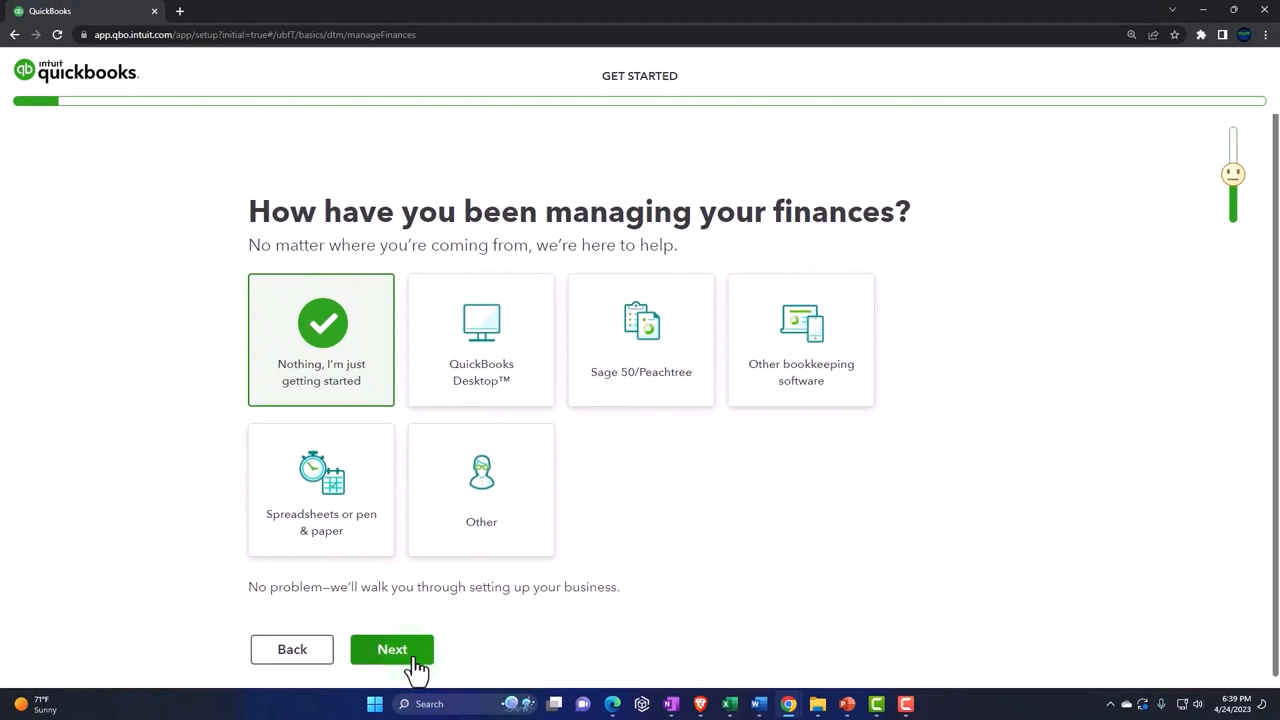 QuickBooks
app.qbo.intuit.com/app/setup?initial=true#/ubfT/basics/dtm/manageFinances
qb
intuit
quickbooks.
GET STARTED
How have you been managing your finances?
No matter where you're coming from, we're here to help.
Nothing, I'm just
getting started
QuickBooks
Desktop™
Sage 50/Peachtree
Other bookkeeping
software
Spreadsheets or pen
& paper
Other
No problem—we'll walk you through setting up your business.
Back
Next
71°F
Sunny
Search
6:39 PM
4/24/2023